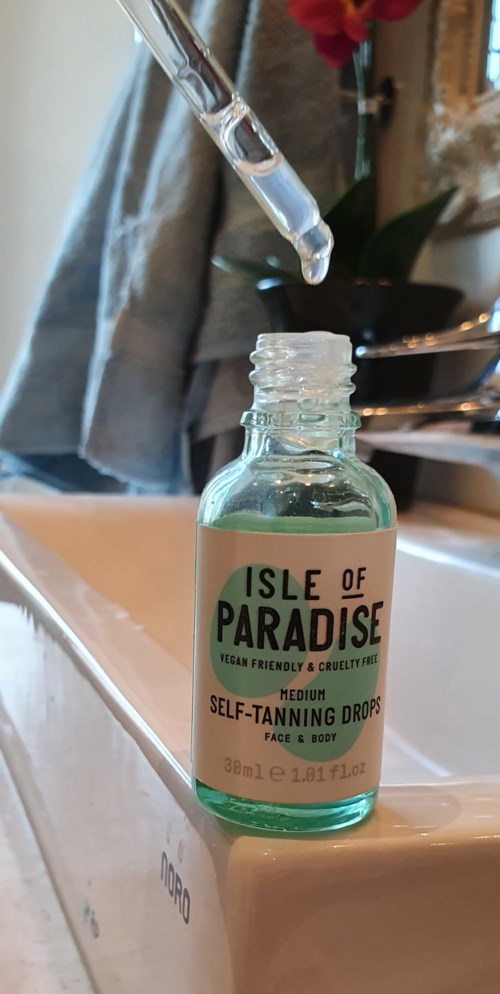 ISLE OF
PARADISE
VEGAN FRIENDLY & CRUELTY FREE
MEDIUM
SELF-TANNING DROPS
FACE & BODY
30ml ℮ 1.01 fl.oz
NORO